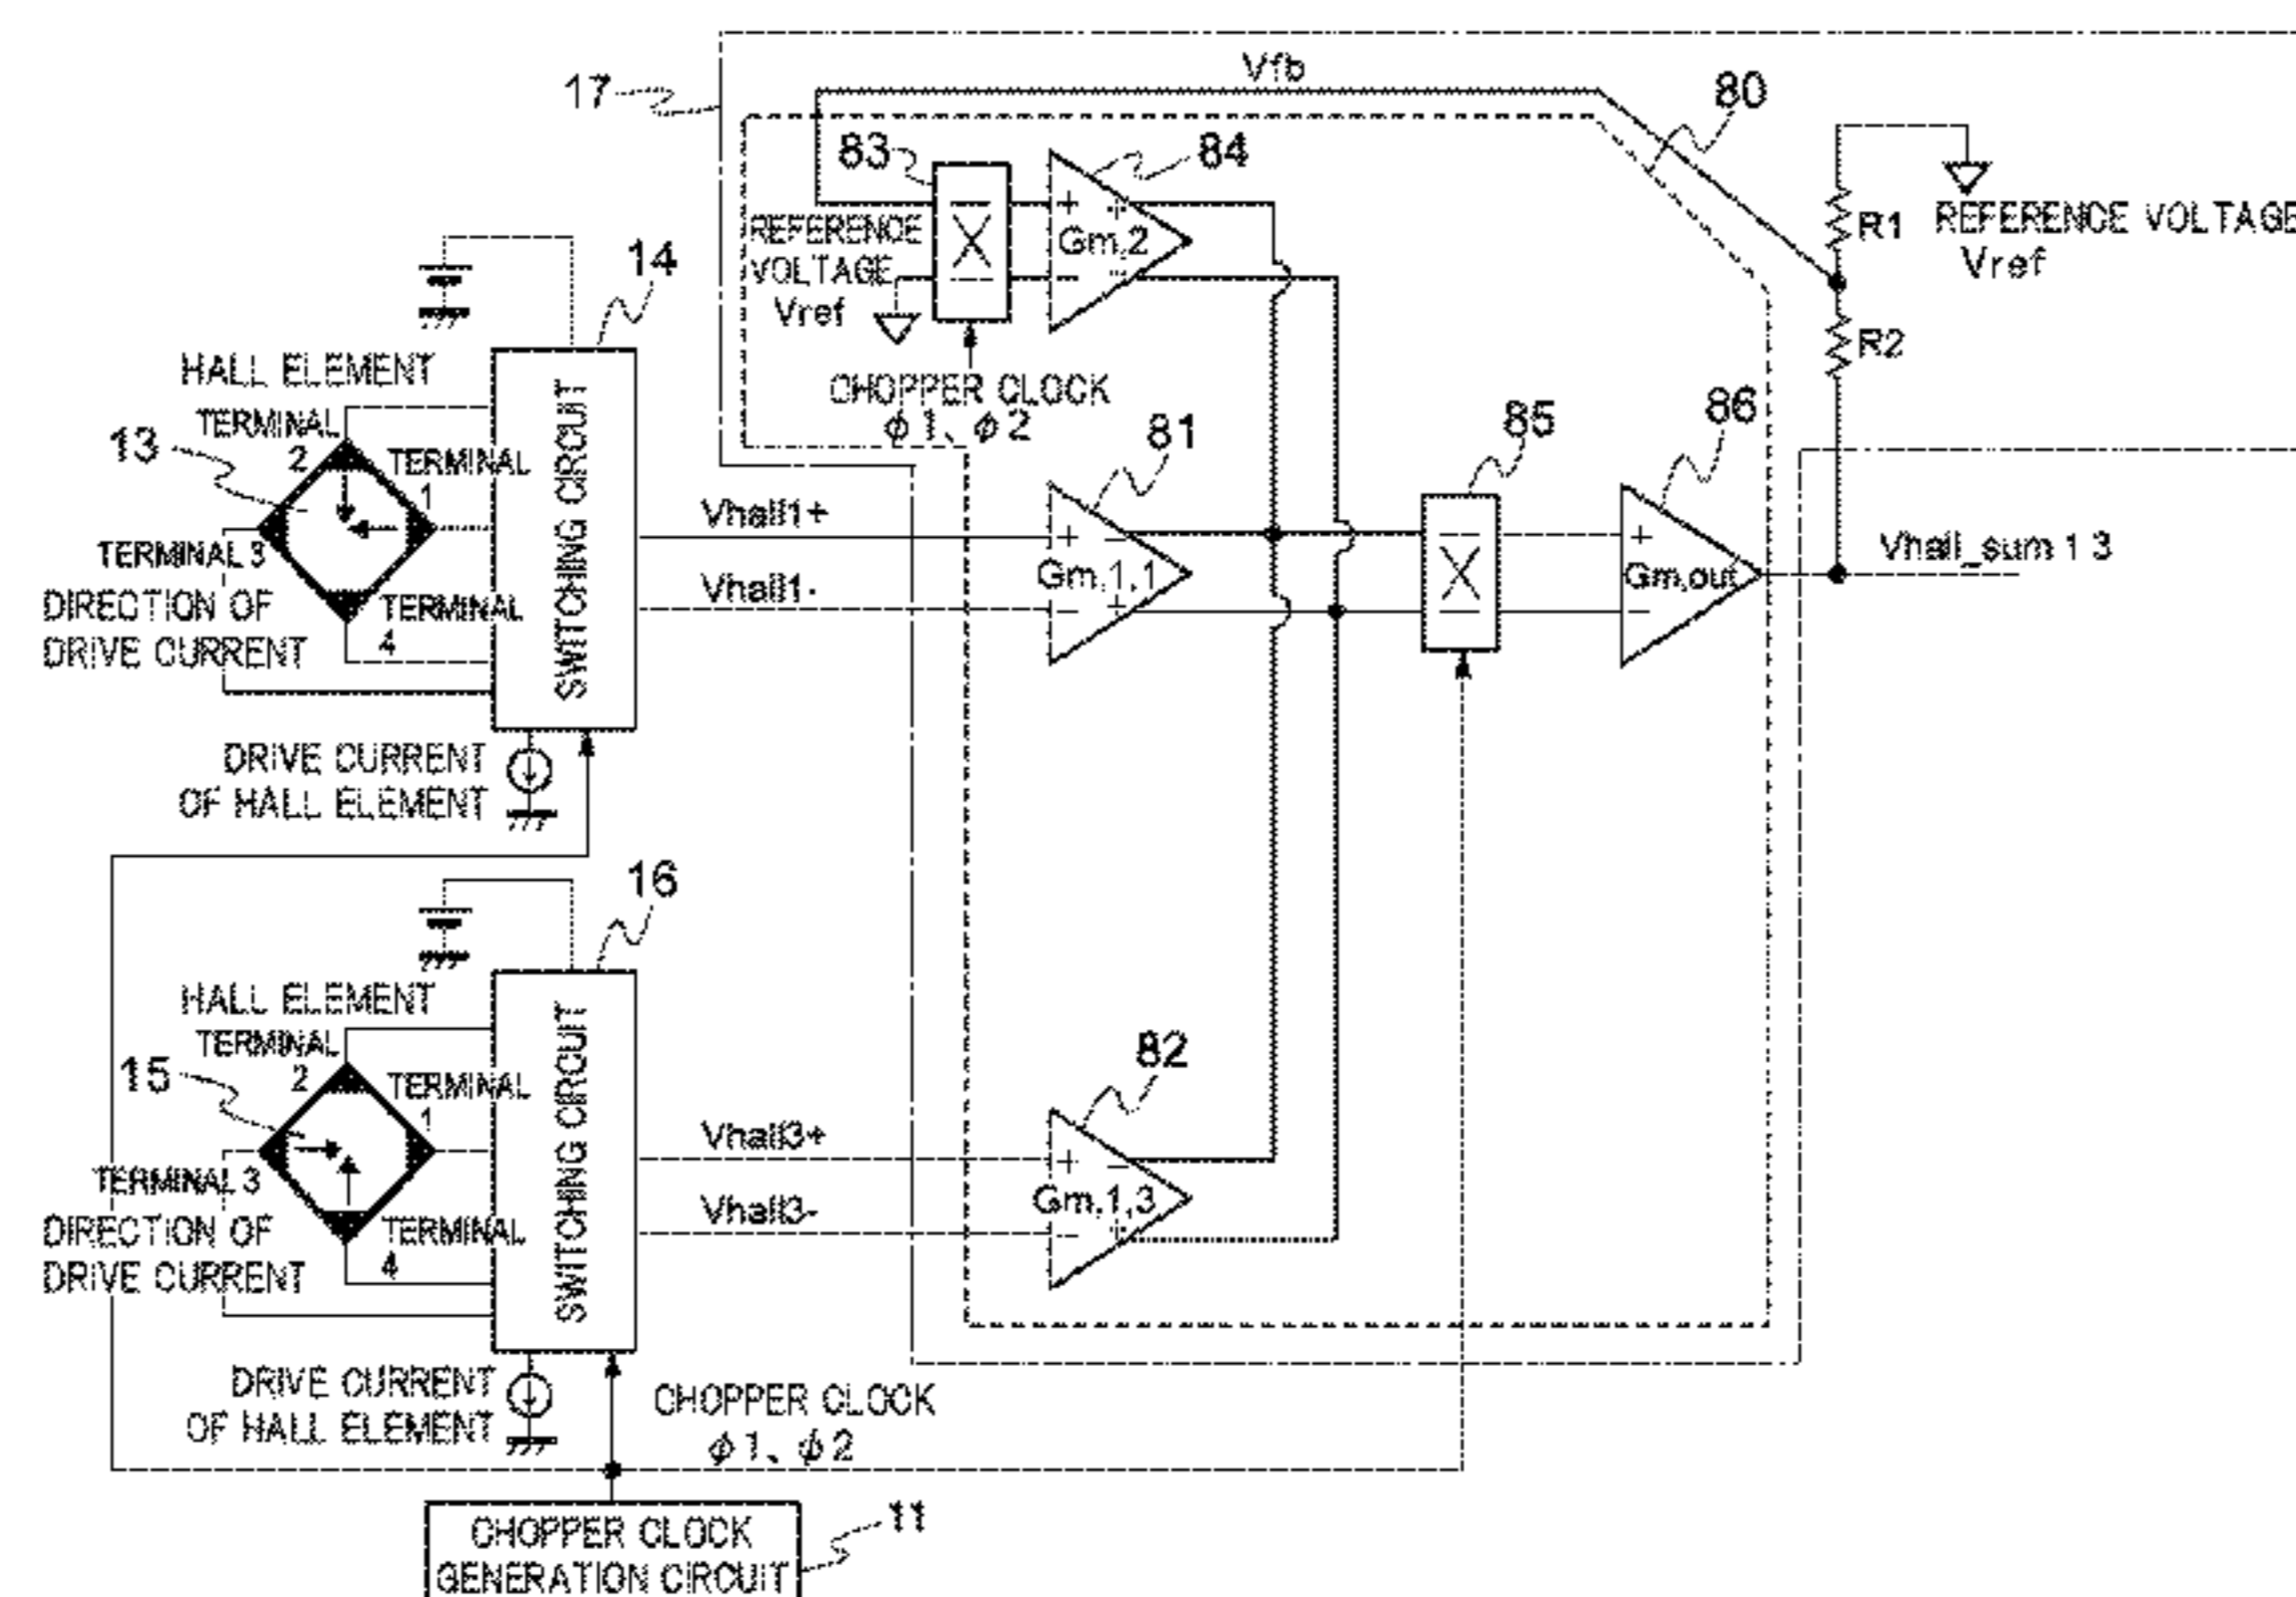 Vfb
17
80
83
84
REFERENCE
VOLTAGE
Vref
+
+
Gm,2
R1
REFERENCE VOLTAGE
Vref
14
R2
CHOPPER CLOCK
φ1、φ2
HALL ELEMENT
TERMINAL
2
13
TERMINAL
1
TERMINAL 3
DIRECTION OF
DRIVE CURRENT
TERMINAL
4
SWITCHING CIRCUIT
81
85
86
Vhall1+
Vhall1-
+ −
Gm,1,1
− +
X
+
Gm,out
−
Vhall_sum 1 3
DRIVE CURRENT
OF HALL ELEMENT
16
HALL ELEMENT
TERMINAL
2
15
TERMINAL
1
TERMINAL 3
DIRECTION OF
DRIVE CURRENT
TERMINAL
4
SWITCHING CIRCUIT
82
Vhall3+
Vhall3-
+ −
Gm,1,3
− +
DRIVE CURRENT
OF HALL ELEMENT
CHOPPER CLOCK
φ1、φ2
11
CHOPPER CLOCK
GENERATION CIRCUIT